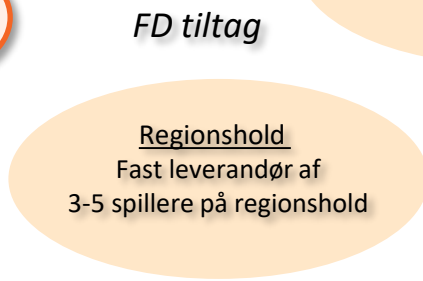 FD tiltag
Regionshold
Fast leverandør af
3-5 spillere på regionshold